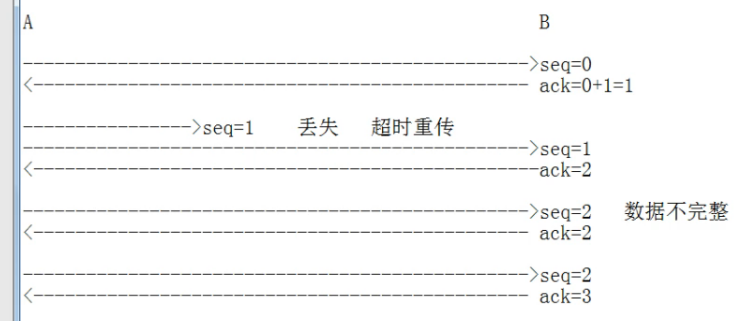 A B
---------------------------------------------->seq=0
<--------------------------------------------- ack=0+1=1
--------------->seq=1 丢失 超时重传
---------------------------------------------->seq=1
<---------------------------------------------ack=2
---------------------------------------------->seq=2 数据不完整
<--------------------------------------------- ack=2
---------------------------------------------->seq=2
<--------------------------------------------- ack=3